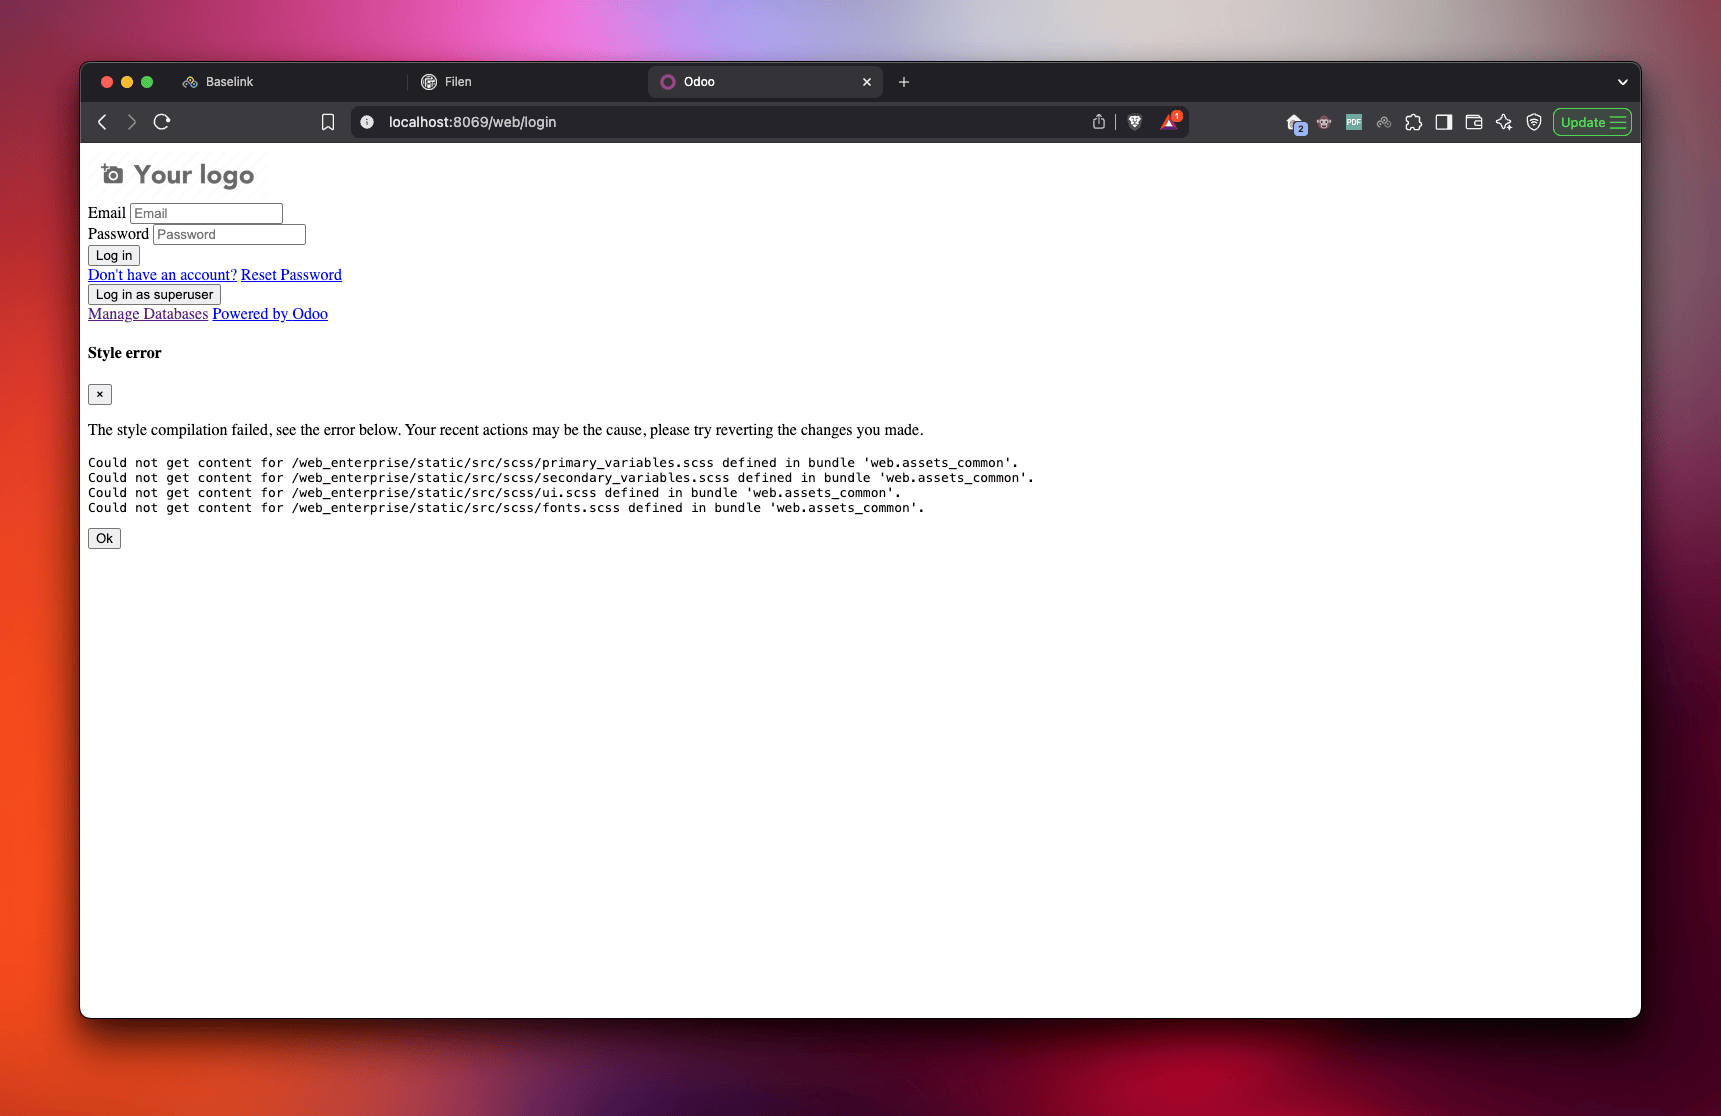 Baselink
Filen
Odoo
localhost:8069/web/login
1
2
PDF
Update
Your logo
Email Email
Password Password
Log in
Don't have an account? Reset Password
Log in as superuser
Manage Databases Powered by Odoo
Style error
×
The style compilation failed, see the error below. Your recent actions may be the cause, please try reverting the changes you made.
Could not get content for /web_enterprise/static/src/scss/primary_variables.scss defined in bundle 'web.assets_common'.
Could not get content for /web_enterprise/static/src/scss/secondary_variables.scss defined in bundle 'web.assets_common'.
Could not get content for /web_enterprise/static/src/scss/ui.scss defined in bundle 'web.assets_common'.
Could not get content for /web_enterprise/static/src/scss/fonts.scss defined in bundle 'web.assets_common'.
Ok